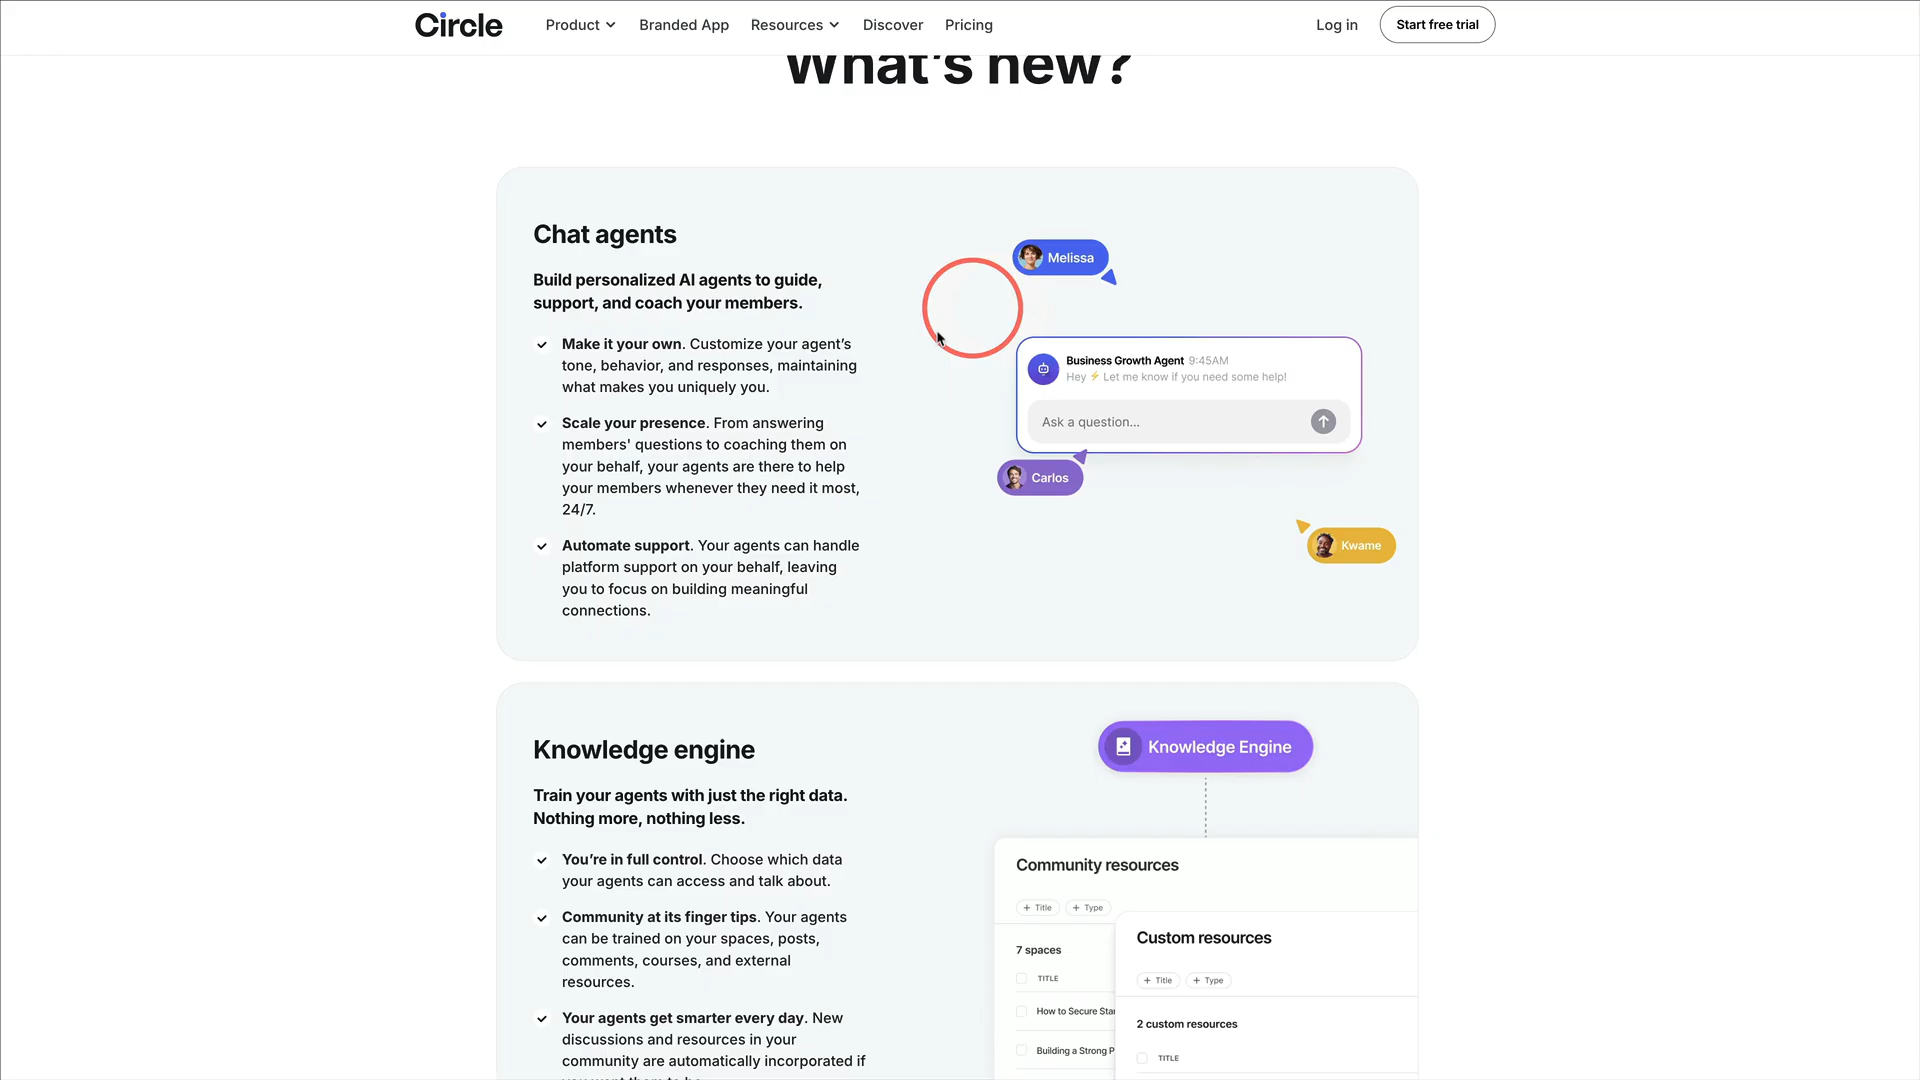 Circle
Product
Branded App
Resources
Discover
Pricing
Log in
Start free trial
What's new?
Chat agents
Build personalized AI agents to guide,
support, and coach your members.
Make it your own. Customize your agent’s
tone, behavior, and responses, maintaining
what makes you uniquely you.
Scale your presence. From answering
members' questions to coaching them on
your behalf, your agents are there to help
your members whenever they need it most,
24/7.
Automate support. Your agents can handle
platform support on your behalf, leaving
you to focus on building meaningful
connections.
Melissa
Business Growth Agent 9:45AM
Hey ⚡ Let me know if you need some help!
Ask a question...
Carlos
Kwame
Knowledge engine
Train your agents with just the right data.
Nothing more, nothing less.
You’re in full control. Choose which data
your agents can access and talk about.
Community at its finger tips. Your agents
can be trained on your spaces, posts,
comments, courses, and external
resources.
Your agents get smarter every day. New
discussions and resources in your
community are automatically incorporated if
Knowledge Engine
Community resources
+ Title
+ Type
7 spaces
TITLE
How to Secure
Building a Strong
Custom resources
+ Title
+ Type
2 custom resources
TITLE